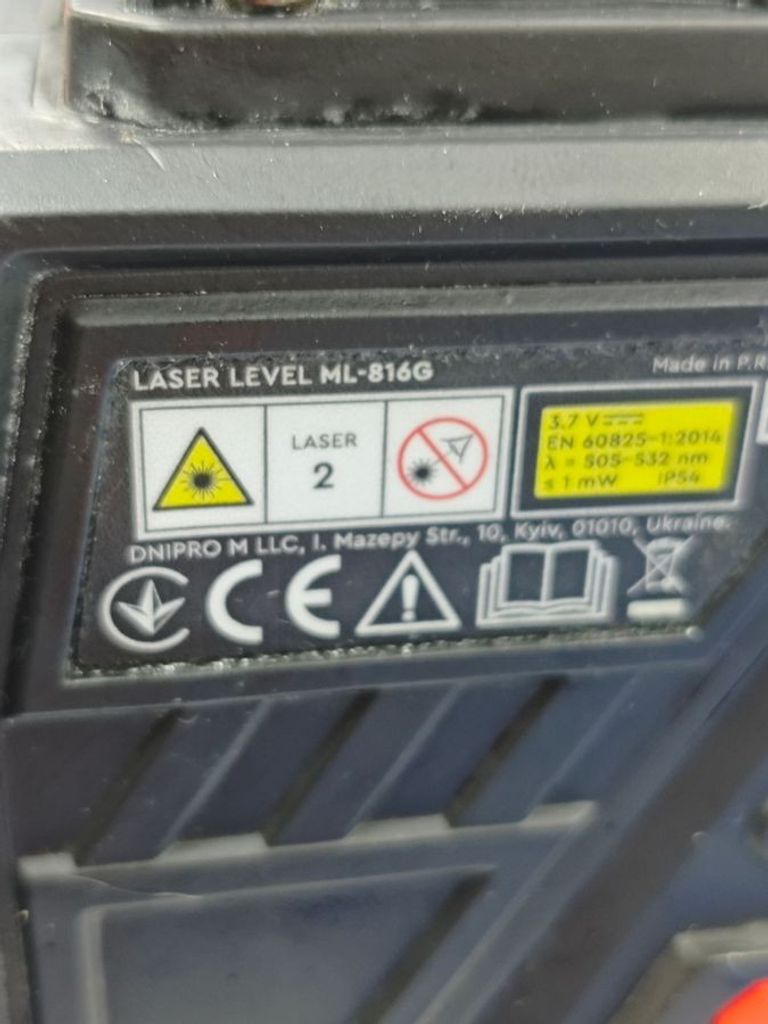 LASER LEVEL ML-816G
Made in P.R
LASER
2
3.7 V
EN 60825-1:2014
λ = 505-532 nm
≤ 1 mW IP54
DNIPRO M LLC, I. Mazepy Str., 10, Kyiv, 01010, Ukraine.
CE